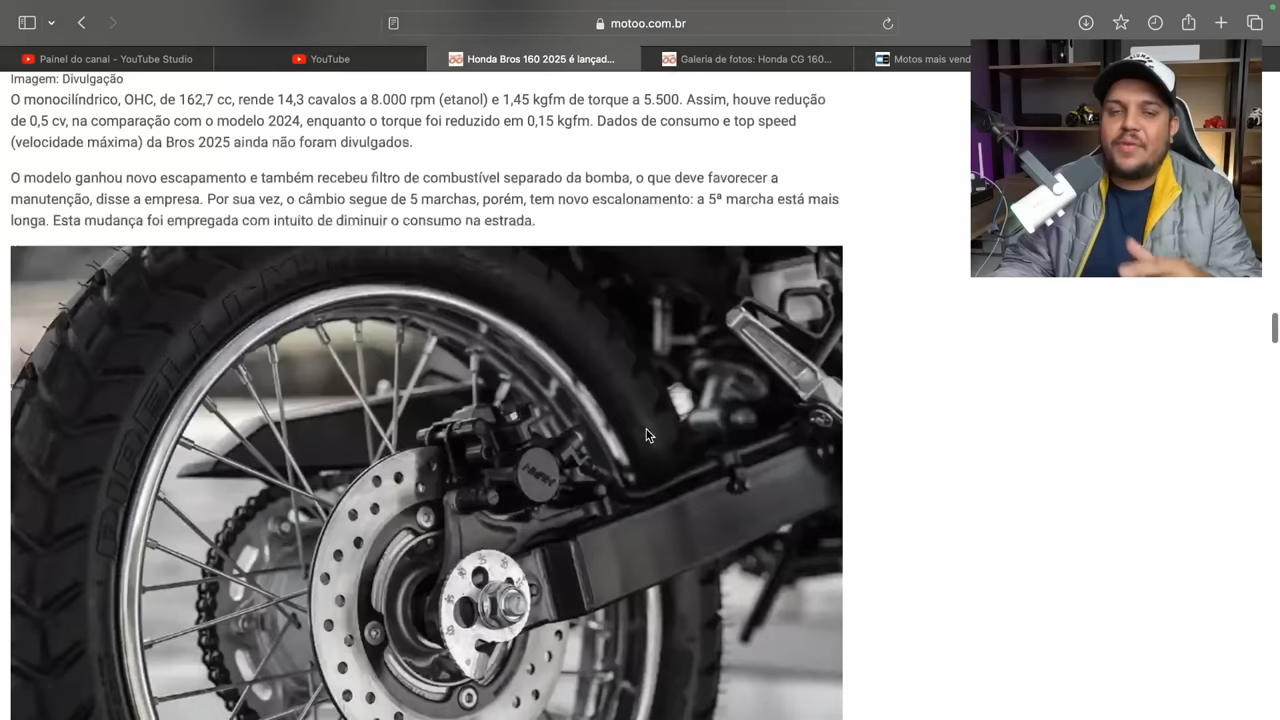 motoo.com.br
Painel do canal - YouTube Studio
YouTube
Honda Bros 160 2025 é lançad...
Galeria de fotos: Honda CG 160...
Motos mais vend
Imagem: Divulgação
O monocilíndrico, OHC, de 162,7 cc, rende 14,3 cavalos a 8.000 rpm (etanol) e 1,45 kgfm de torque a 5.500. Assim, houve redução
de 0,5 cv, na comparação com o modelo 2024, enquanto o torque foi reduzido em 0,15 kgfm. Dados de consumo e top speed
(velocidade máxima) da Bros 2025 ainda não foram divulgados.
O modelo ganhou novo escapamento e também recebeu filtro de combustível eparado da bomba, o que deve favorecer a
manutenção, disse a empresa. Por sua vez, o câmbio segue de 5 marchas, porém, tem novo escalonamento: a 5ª marcha está mais
longa. Esta mudança foi empregada com intuito de diminuir o consumo na estrada.
PIRELLI
NISSIN